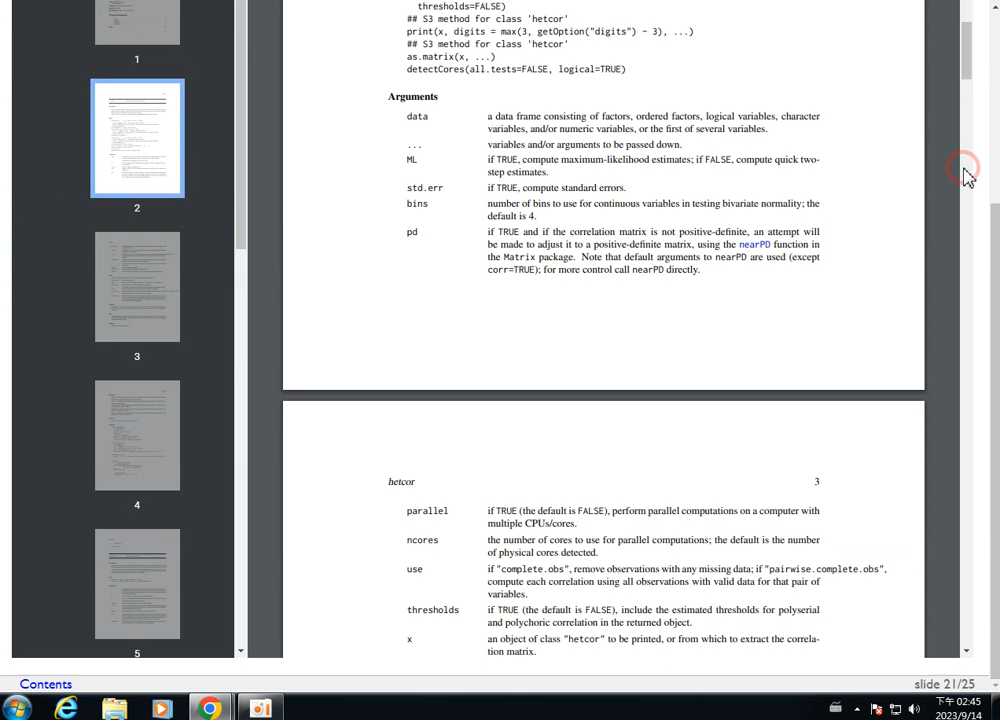 thresholds=FALSE)
## S3 method for class 'hetcor'
print(x, digits = max(3, getOption("digits") - 3), ...)
## S3 method for class 'hetcor'
as.matrix(x, ...)
detectCores(all.tests=FALSE, logical=TRUE)
Arguments
data a data frame consisting of factors, ordered factors, logical variables, character
variables, and/or numeric variables, or the first of several variables.
... variables and/or arguments to be passed down.
ML if TRUE, compute maximum-likelihood estimates; if FALSE, compute quick two-
step estimates.
std.err if TRUE, compute standard errors.
bins number of bins to use for continuous variables in testing bivariate normality; the
default is 4.
pd if TRUE and if the correlation matrix is not positive-definite, an attempt will
be made to adjust it to a positive-definite matrix, using the nearPD function in
the Matrix package. Note that default arguments to nearPD are used (except
corr=TRUE); for more control call nearPD directly.
hetcor 3
parallel if TRUE (the default is FALSE), perform parallel computations on a computer with
multiple CPUs/cores.
ncores the number of cores to use for parallel computations; the default is the number
of physical cores detected.
use if "complete.obs", remove observations with any missing data; if "pairwise.complete.obs",
compute each correlation using all observations with valid data for that pair of
variables.
thresholds if TRUE (the default is FALSE), include the estimated thresholds for polyserial
and polychoric correlation in the returned object.
x an object of class "hetcor" to be printed, or from which to extract the correla-
tion matrix.
1
2
3
4
5
Contents
slide 21/25
下午 02:45
2023/9/14